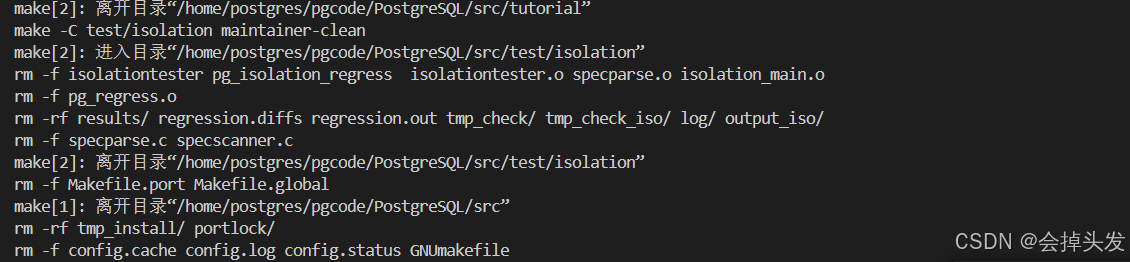 make[2]: 离开目录“/home/postgres/pgcode/PostgreSQL/src/tutorial”
make -C test/isolation maintainer-clean
make[2]: 进入目录“/home/postgres/pgcode/PostgreSQL/src/test/isolation”
rm -f isolationtester pg_isolation_regress  isolationtester.o specparse.o isolation_main.o
rm -f pg_regress.o
rm -rf results/ regression.diffs regression.out tmp_check/ tmp_check_iso/ log/ output_iso/
rm -f specparse.c specscanner.c
make[2]: 离开目录“/home/postgres/pgcode/PostgreSQL/src/test/isolation”
rm -f Makefile.port Makefile.global
make[1]: 离开目录“/home/postgres/pgcode/PostgreSQL/src”
rm -rf tmp_install/ portlock/
rm -f config.cache config.log config.status GNUmakefile
CSDN @会掉头发